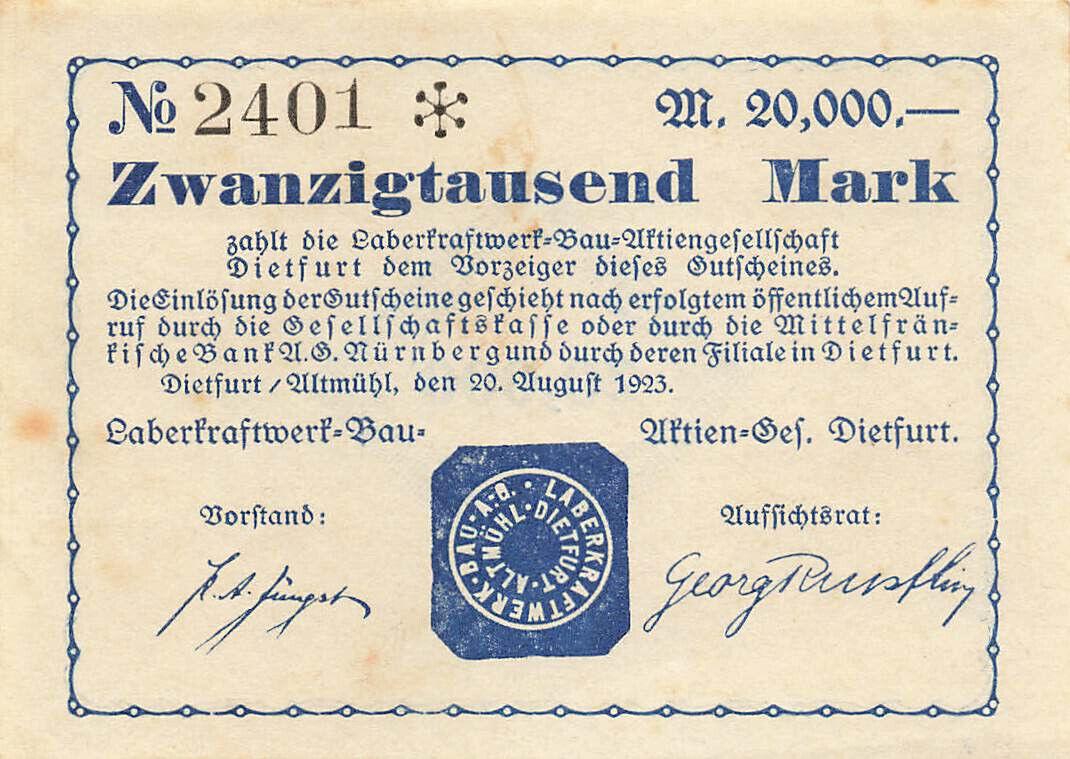 № 2401 * M. 20,000.—
Zwanzigtausend Mark
zahlt die Laberkraftwerk-Bau-Aktiengesellschaft
Dietfurt dem Vorzeiger dieses Gutscheines.
Die Einlösung der Gutscheine geschieht nach erfolgtem öffentlichem Auf-
ruf durch die Gesellschaftskasse oder durch die Mittelfrän-
kische Bank A.G. Nürnberg und durch deren Filiale in Dietfurt.
Dietfurt / Altmühl, den 20. August 1923.
Laberkraftwerk-Bau- Aktien-Ges. Dietfurt.
LABERKRAFTWERK·BAU-A-G.·
DIETFURT·ALTMÜHL·
Vorstand: Aufsichtsrat:
Georg